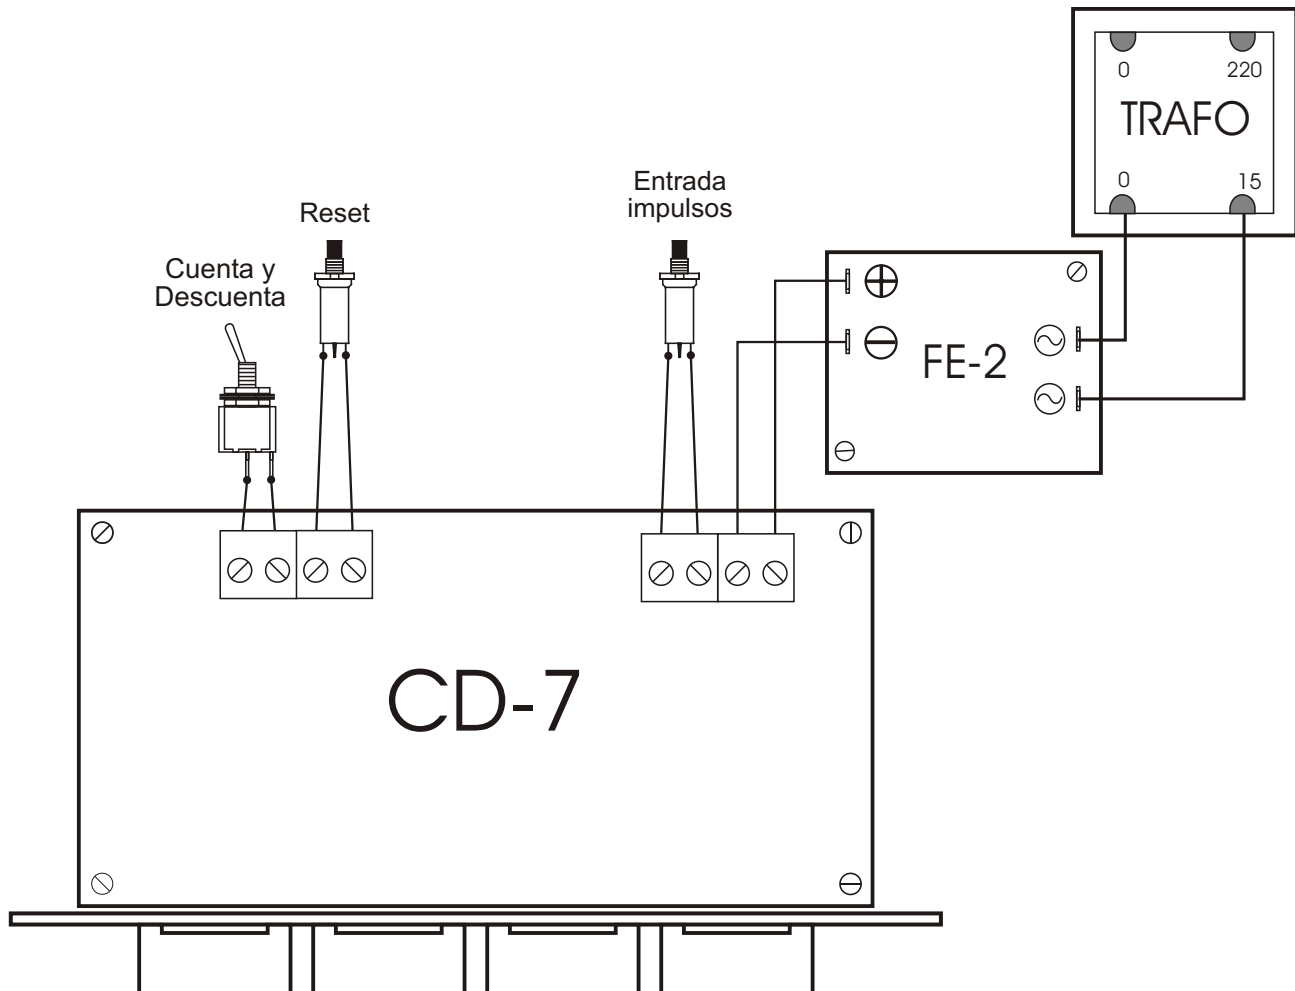 0 220
TRAFO
0 15
Entrada
impulsos
Reset
Cuenta y
Descuenta
FE-2
CD-7